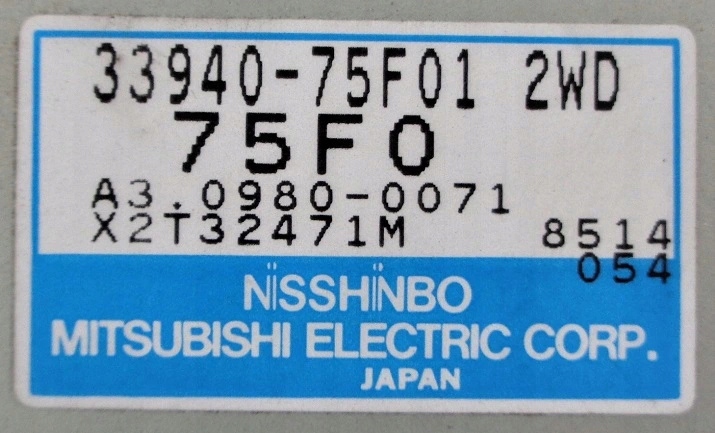 33940-75F01 2WD
75F0
A3.0980-0071
X2T32471M 8514
054
NiSSHiNBO
MITSUBISHI ELECTRIC CORP.
JAPAN